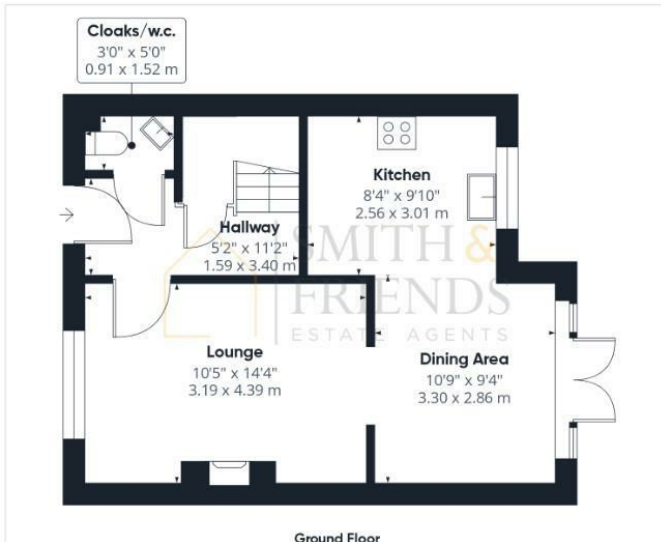 Cloaks/w.c.
3'0" x 5'0"
0.91 x 1.52 m
Kitchen
8'4" x 9'10"
2.56 x 3.01 m
Hallway
5'2" x 11'2"
1.59 x 3.40 m
SMITH &
FRIENDS
ESTATE AGENTS
Lounge
10'5" x 14'4"
3.19 x 4.39 m
Dining Area
10'9" x 9'4"
3.30 x 2.86 m
Ground Floor